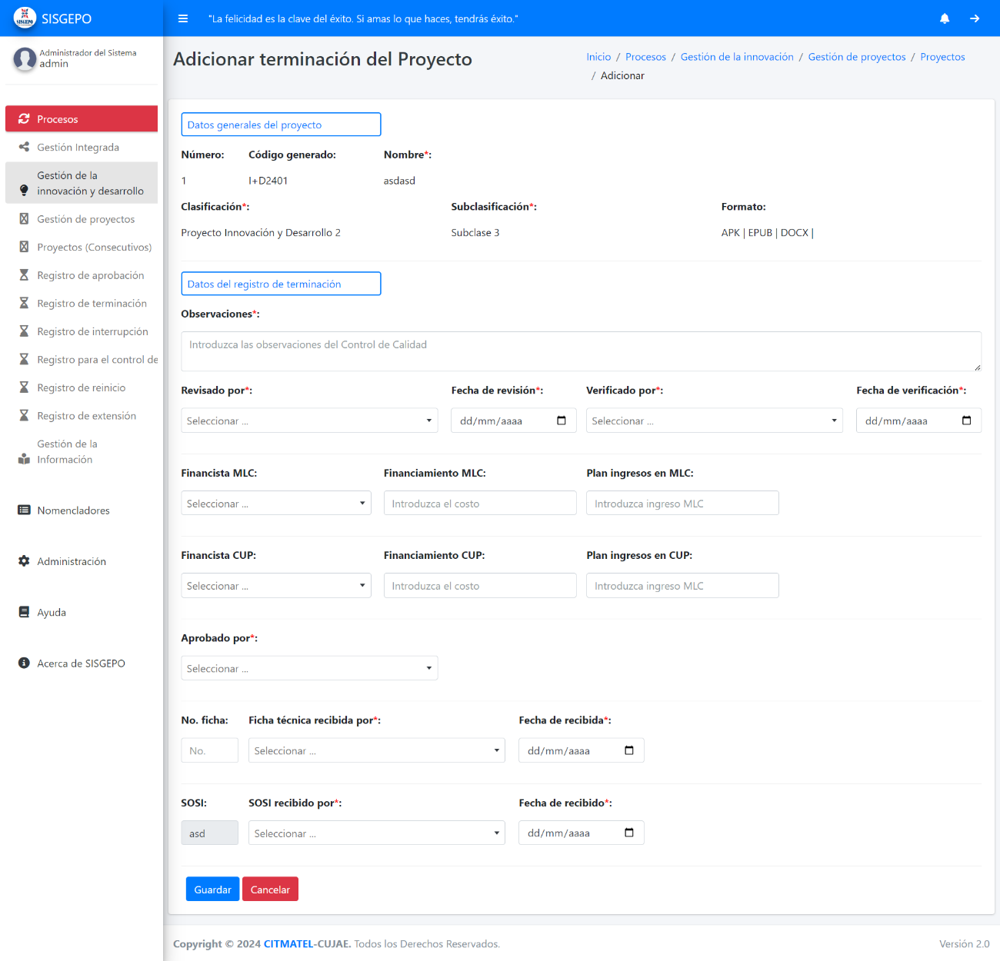 SISGEPO
SISGEPO
"La felicidad es la clave del éxito. Si amas lo que haces, tendrás éxito."
Administrador del Sistema
admin
Procesos
Gestión Integrada
Gestión de la
innovación y desarrollo
Gestión de proyectos
Proyectos (Consecutivos)
Registro de aprobación
Registro de terminación
Registro de interrupción
Registro para el control de
Registro de reinicio
Registro de extensión
Gestión de la
Información
Nomencladores
Administración
Ayuda
Acerca de SISGEPO
Adicionar terminación del Proyecto
Inicio / Procesos / Gestión de la innovación / Gestión de proyectos / Proyectos
/ Adicionar
Datos generales del proyecto
Número: Código generado: Nombre*:
1 I+D2401 asdasd
Clasificación*: Subclasificación*: Formato:
Proyecto Innovación y Desarrollo 2 Subclase 3 APK | EPUB | DOCX |
Datos del registro de terminación
Observaciones*:
Introduzca las observaciones del Control de Calidad
Revisado por*: Fecha de revisión*: Verificado por*: Fecha de verificación*:
Seleccionar ... dd/mm/aaaa Seleccionar ... dd/mm/aaaa
Financista MLC: Financiamiento MLC: Plan ingresos en MLC:
Seleccionar ... Introduzca el costo Introduzca ingreso MLC
Financista CUP: Financiamiento CUP: Plan ingresos en CUP:
Seleccionar ... Introduzca el costo Introduzca ingreso MLC
Aprobado por*:
Seleccionar ...
No. ficha: Ficha técnica recibida por*: Fecha de recibida*:
No. Seleccionar ... dd/mm/aaaa
SOSI: SOSI recibido por*: Fecha de recibido*:
asd Seleccionar ... dd/mm/aaaa
Guardar Cancelar
Copyright © 2024 CITMATEL-CUJAE. Todos los Derechos Reservados. Versión 2.0